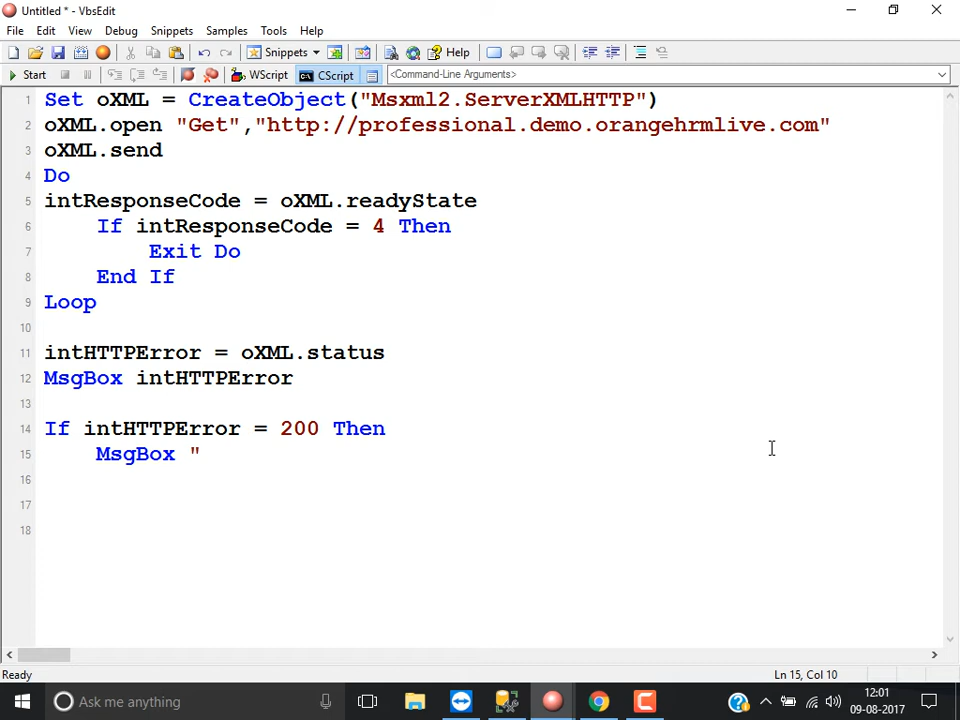 Untitled * - VbsEdit
File Edit View Debug Snippets Samples Tools Help
Snippets Help
Start WScript CScript <Command-Line Arguments>
1 Set oXML = CreateObject("Msxml2.ServerXMLHTTP")
2 oXML.open "Get","http://professional.demo.orangehrmlive.com"
3 oXML.send
4 Do
5 intResponseCode = oXML.readyState
6 If intResponseCode = 4 Then
7 Exit Do
8 End If
9 Loop
10
11 intHTTPError = oXML.status
12 MsgBox intHTTPError
13
14 If intHTTPError = 200 Then
15 MsgBox "
16
17
18
Ready Ln 15, Col 10
Ask me anything 12:01
09-08-2017